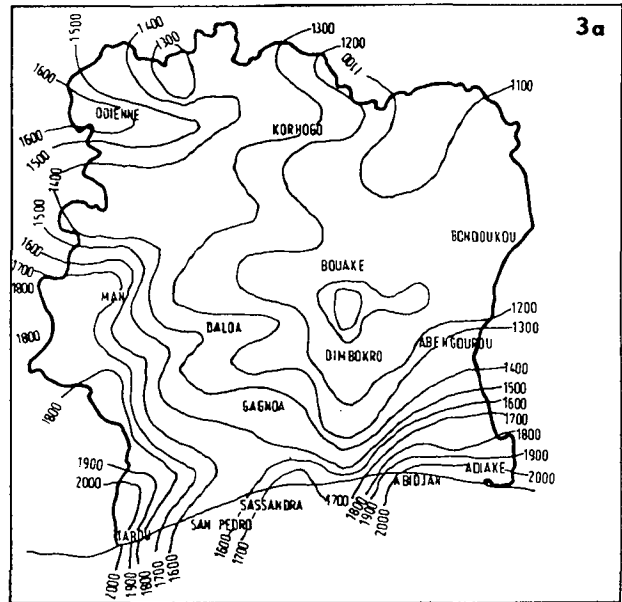 3a
1500
1400
1300
1300
1200
1100
1100
1600
ODIENNE
KORHOGO
1600
1500
1400
1500
1600
1700
1800
BONDOUKOU
BOUAKE
MAN
1800
DALOA
DIMBOKRO
ABENGOUROU
1200
1300
1800
GAGNOA
1400
1500
1600
1700
1800
1900
2000
1900
2000
ADIAKE
ABIDJAN
SASSANDRA
SAN PEDRO
TABOU
1600
1700
1700
1800
1900
2000
2000
1900
1800
1700
1600